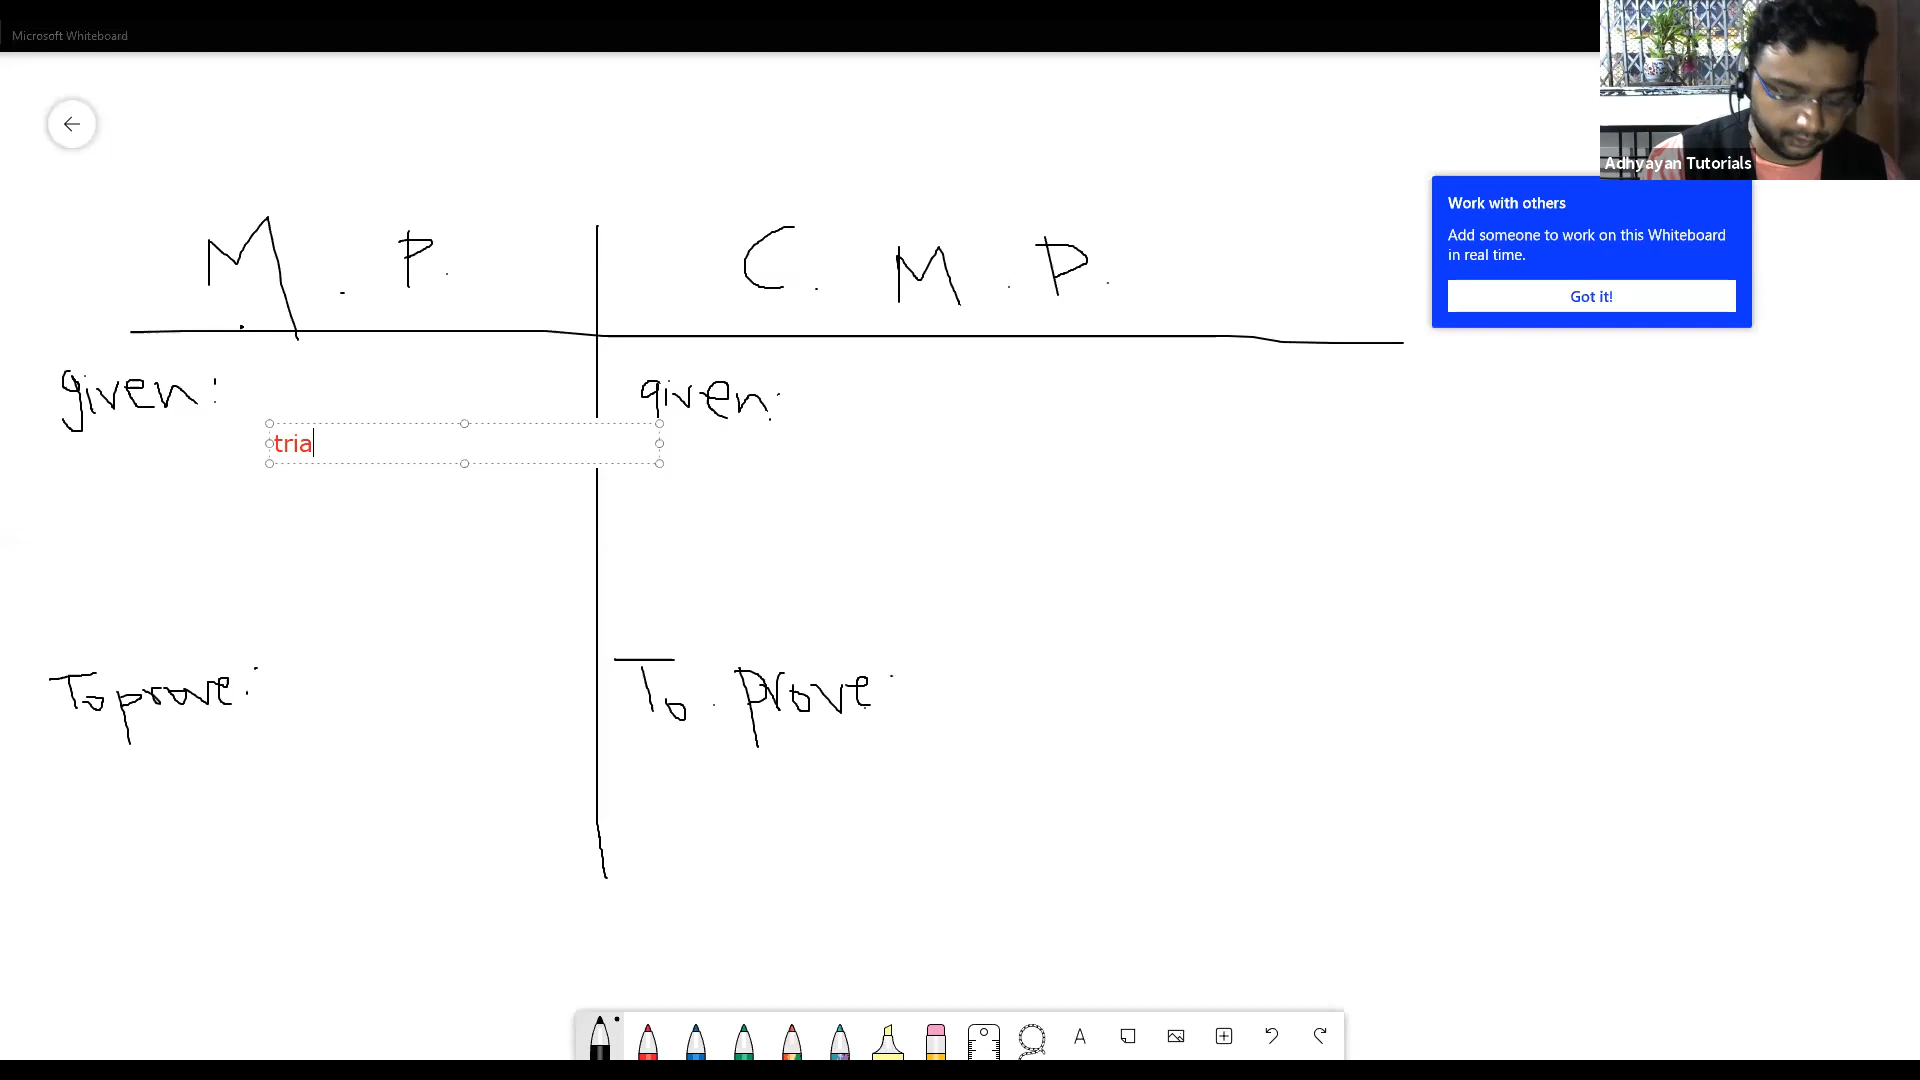 Microsoft Whiteboard
Adhyayan Tutorials
Work with others
Add someone to work on this Whiteboard
in real time.
Got it!
M. P.
C. M. P.
given:
given:
tria
To prove:
To. prove
A